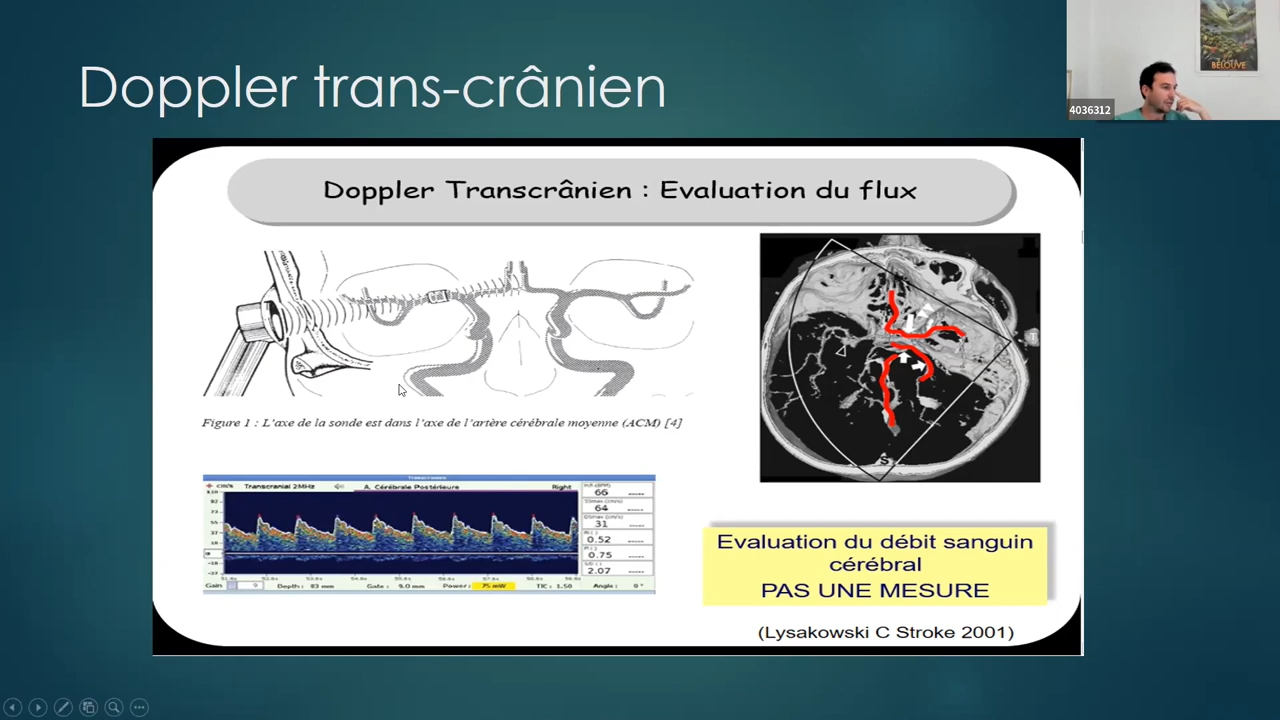 Doppler trans-crânien
BELOUVE
4036312
Doppler Transcrânien : Evaluation du flux
T
S
Figure 1 : L'axe de la sonde est dans l'axe de l'artère cérébrale moyenne (ACM) [4]
cm/s Transcranial 2MHz A. Cérébrale Postérieure Right
66
64
31
0.52
0.75
2.07
Gain Depth: 83 mm Gate: 9.0 mm Power: 75 mW TIC: 1.50 Angle: 0°
Evaluation du débit sanguin
cérébral
PAS UNE MESURE
(Lysakowski C Stroke 2001)